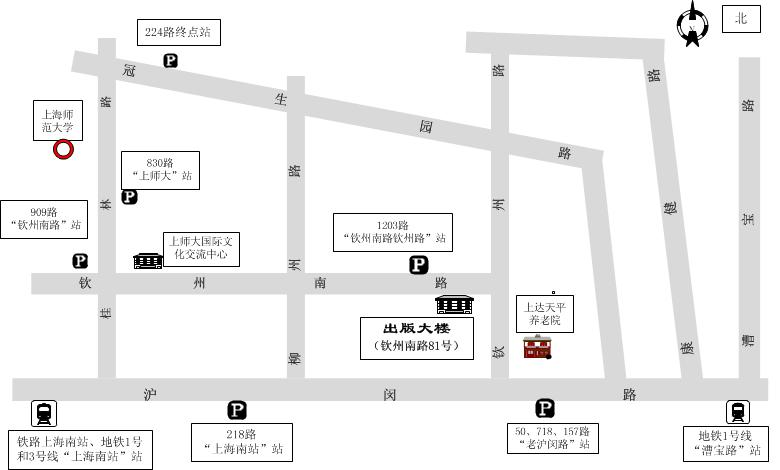 224路终点站
北
N
上海师
范大学
830路
“上师大”站
909路
“钦州南路”站
上师大国际文
化交流中心
1203路
“钦州南路钦州路”站
出版大楼
（钦州南路81号）
上达天平
养老院
铁路上海南站、地铁1号
和3号线“上海南站”站
218路
“上海南站”站
50、718、157路
“老沪闵路”站
地铁1号线
“漕宝路”站
冠生园路
桂林路
柳州路
钦州路
康健路
漕宝路
钦州南路
沪闵路
P
P
P
P
P
P